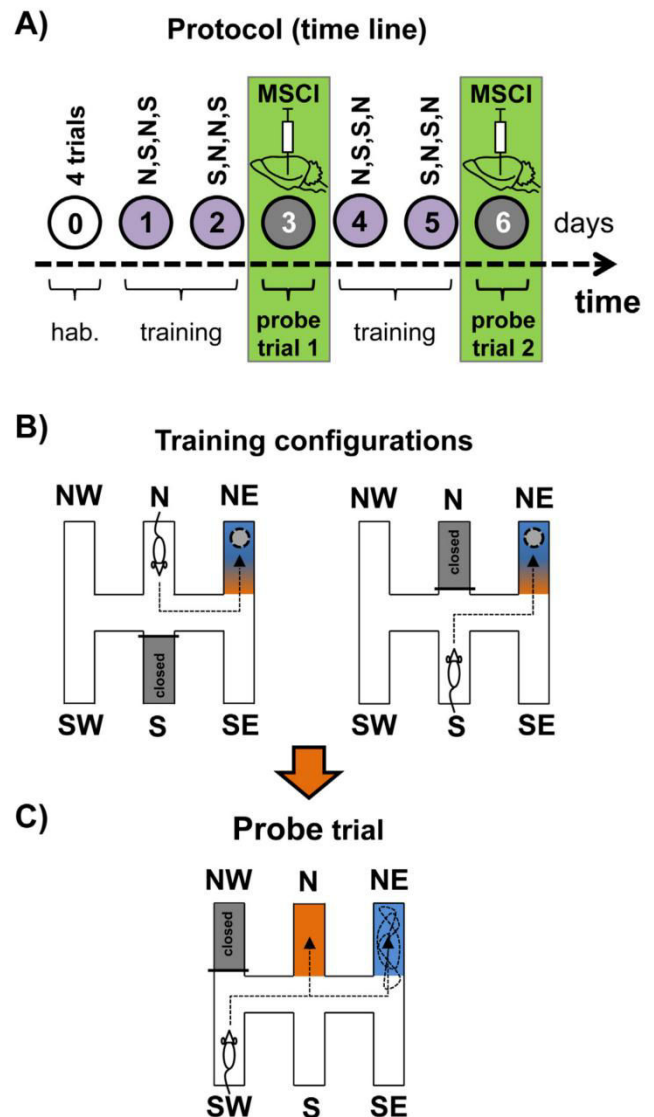 A)
Protocol (time line)
4 trials
N,S,N,S
S,N,N,S
MSCI
N,S,S,N
S,N,S,N
MSCI
0 1 2 3 4 5 6 days
time
hab. training probe trial 1 training probe trial 2
B)
Training configurations
NW N NE NW N NE
closed
closed
SW S SE SW S SE
C)
Probe trial
NW N NE
closed
SW S SE